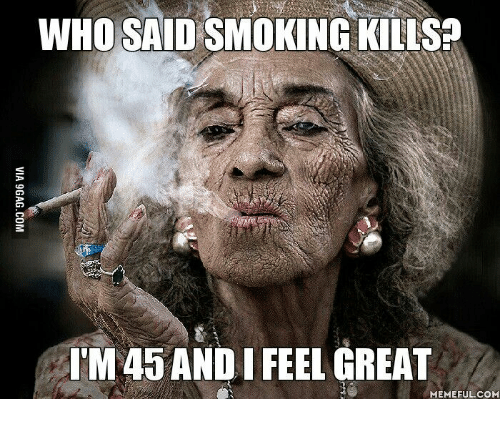 WHO SAID SMOKING KILLS?
VIA 9GAG.COM
I'M 45 AND I FEEL GREAT
MEMEFUL.COM